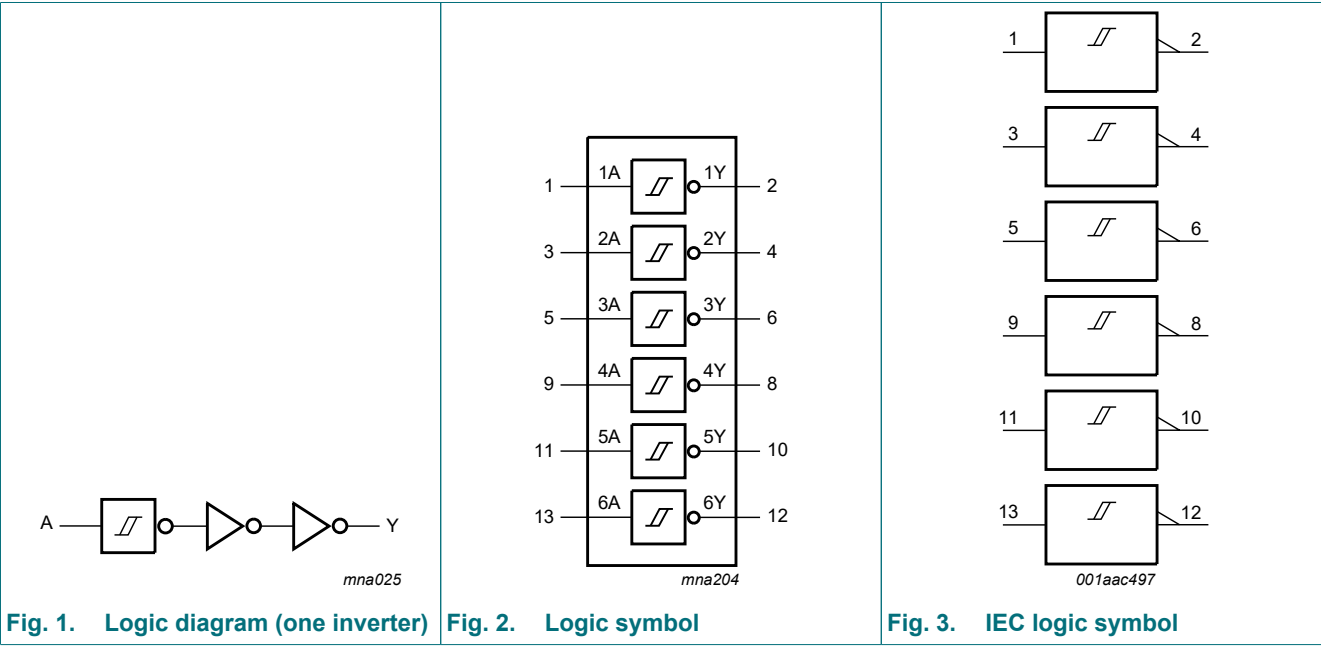 A Y
mna025
Fig. 1. Logic diagram (one inverter)
1 1A 1Y 2
3 2A 2Y 4
5 3A 3Y 6
9 4A 4Y 8
11 5A 5Y 10
13 6A 6Y 12
mna204
Fig. 2. Logic symbol
1 2
3 4
5 6
9 8
11 10
13 12
001aac497
Fig. 3. IEC logic symbol